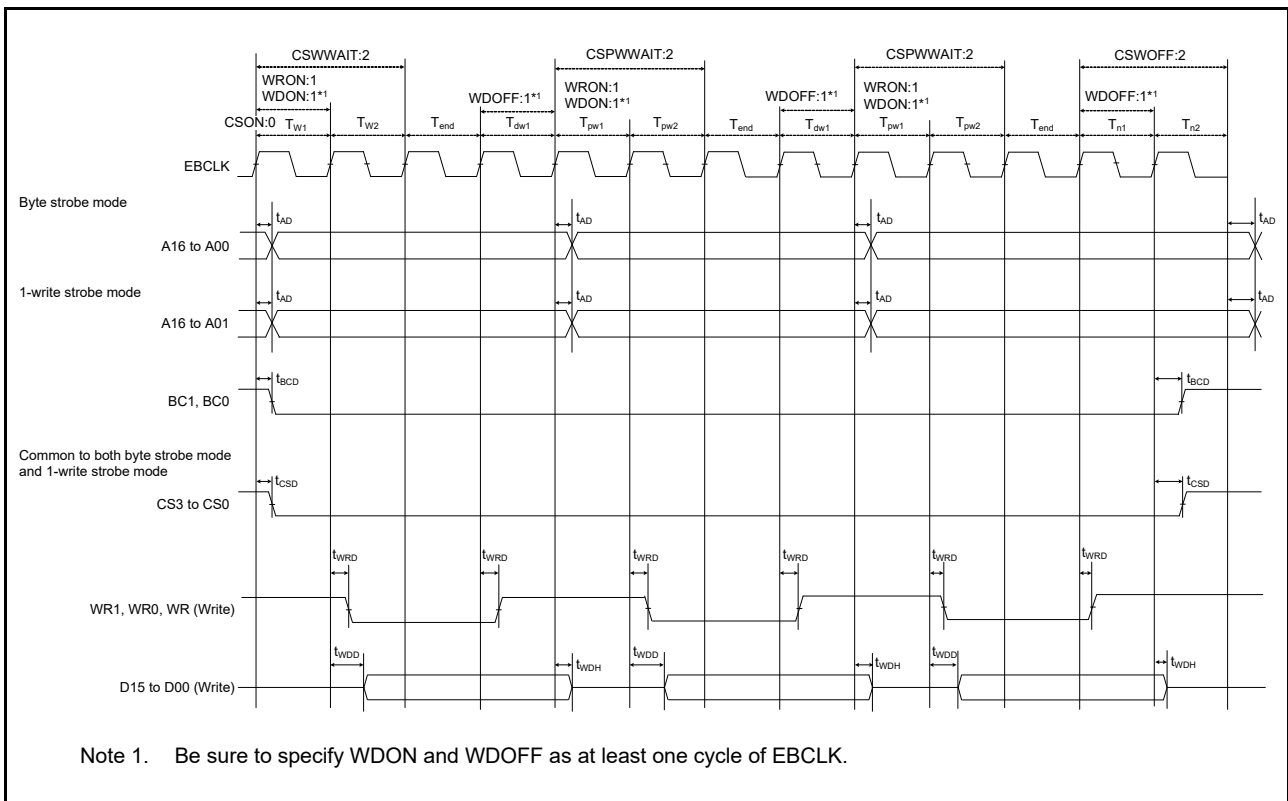 CSWWAIT:2 CSPWWAIT:2 CSPWWAIT:2 CSWOFF:2
WRON:1 WRON:1 WRON:1
WDON:1*1 WDOFF:1*1 WDON:1*1 WDOFF:1*1 WDON:1*1 WDOFF:1*1
CSON:0 TW1 TW2 Tend Tdw1 Tpw1 Tpw2 Tend Tdw1 Tpw1 Tpw2 Tend Tn1 Tn2
EBCLK
Byte strobe mode
tAD tAD tAD tAD
A16 to A00
1-write strobe mode
tAD tAD tAD tAD
A16 to A01
tBCD tBCD
BC1, BC0
Common to both byte strobe mode
and 1-write strobe mode
tCSD tCSD
CS3 to CS0
tWRD tWRD tWRD tWRD tWRD tWRD
WR1, WR0, WR (Write)
tWDD tWDH tWDD tWDH tWDD tWDH
D15 to D00 (Write)
Note 1. Be sure to specify WDON and WDOFF as at least one cycle of EBCLK.